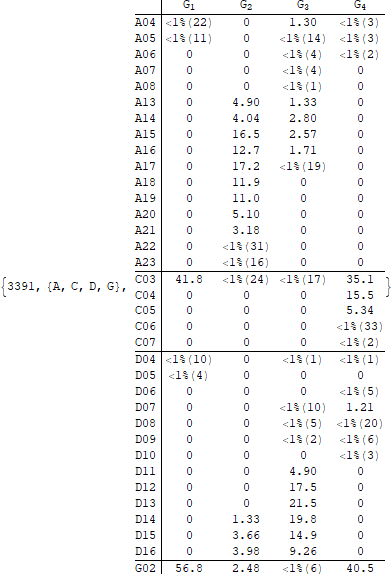 G1 G2 G3 G4
A04 <1%(22) 0 1.30 <1%(3)
A05 <1%(11) 0 <1%(14) <1%(3)
A06 0 0 <1%(4) <1%(2)
A07 0 0 <1%(4) 0
A08 0 0 <1%(1) 0
A13 0 4.90 1.33 0
A14 0 4.04 2.80 0
A15 0 16.5 2.57 0
A16 0 12.7 1.71 0
A17 0 17.2 <1%(19) 0
A18 0 11.9 0 0
A19 0 11.0 0 0
A20 0 5.10 0 0
A21 0 3.18 0 0
A22 0 <1%(31) 0 0
A23 0 <1%(16) 0 0
{3391, {A, C, D, G}, C03 41.8 <1%(24) <1%(17) 35.1 }
C04 0 0 0 15.5
C05 0 0 0 5.34
C06 0 0 0 <1%(33)
C07 0 0 0 <1%(2)
D04 <1%(10) 0 <1%(1) <1%(1)
D05 <1%(4) 0 0 0
D06 0 0 0 <1%(5)
D07 0 0 <1%(10) 1.21
D08 0 0 <1%(5) <1%(20)
D09 0 0 <1%(2) <1%(6)
D10 0 0 0 <1%(3)
D11 0 0 4.90 0
D12 0 0 17.5 0
D13 0 0 21.5 0
D14 0 1.33 19.8 0
D15 0 3.66 14.9 0
D16 0 3.98 9.26 0
G02 56.8 2.48 <1%(6) 40.5